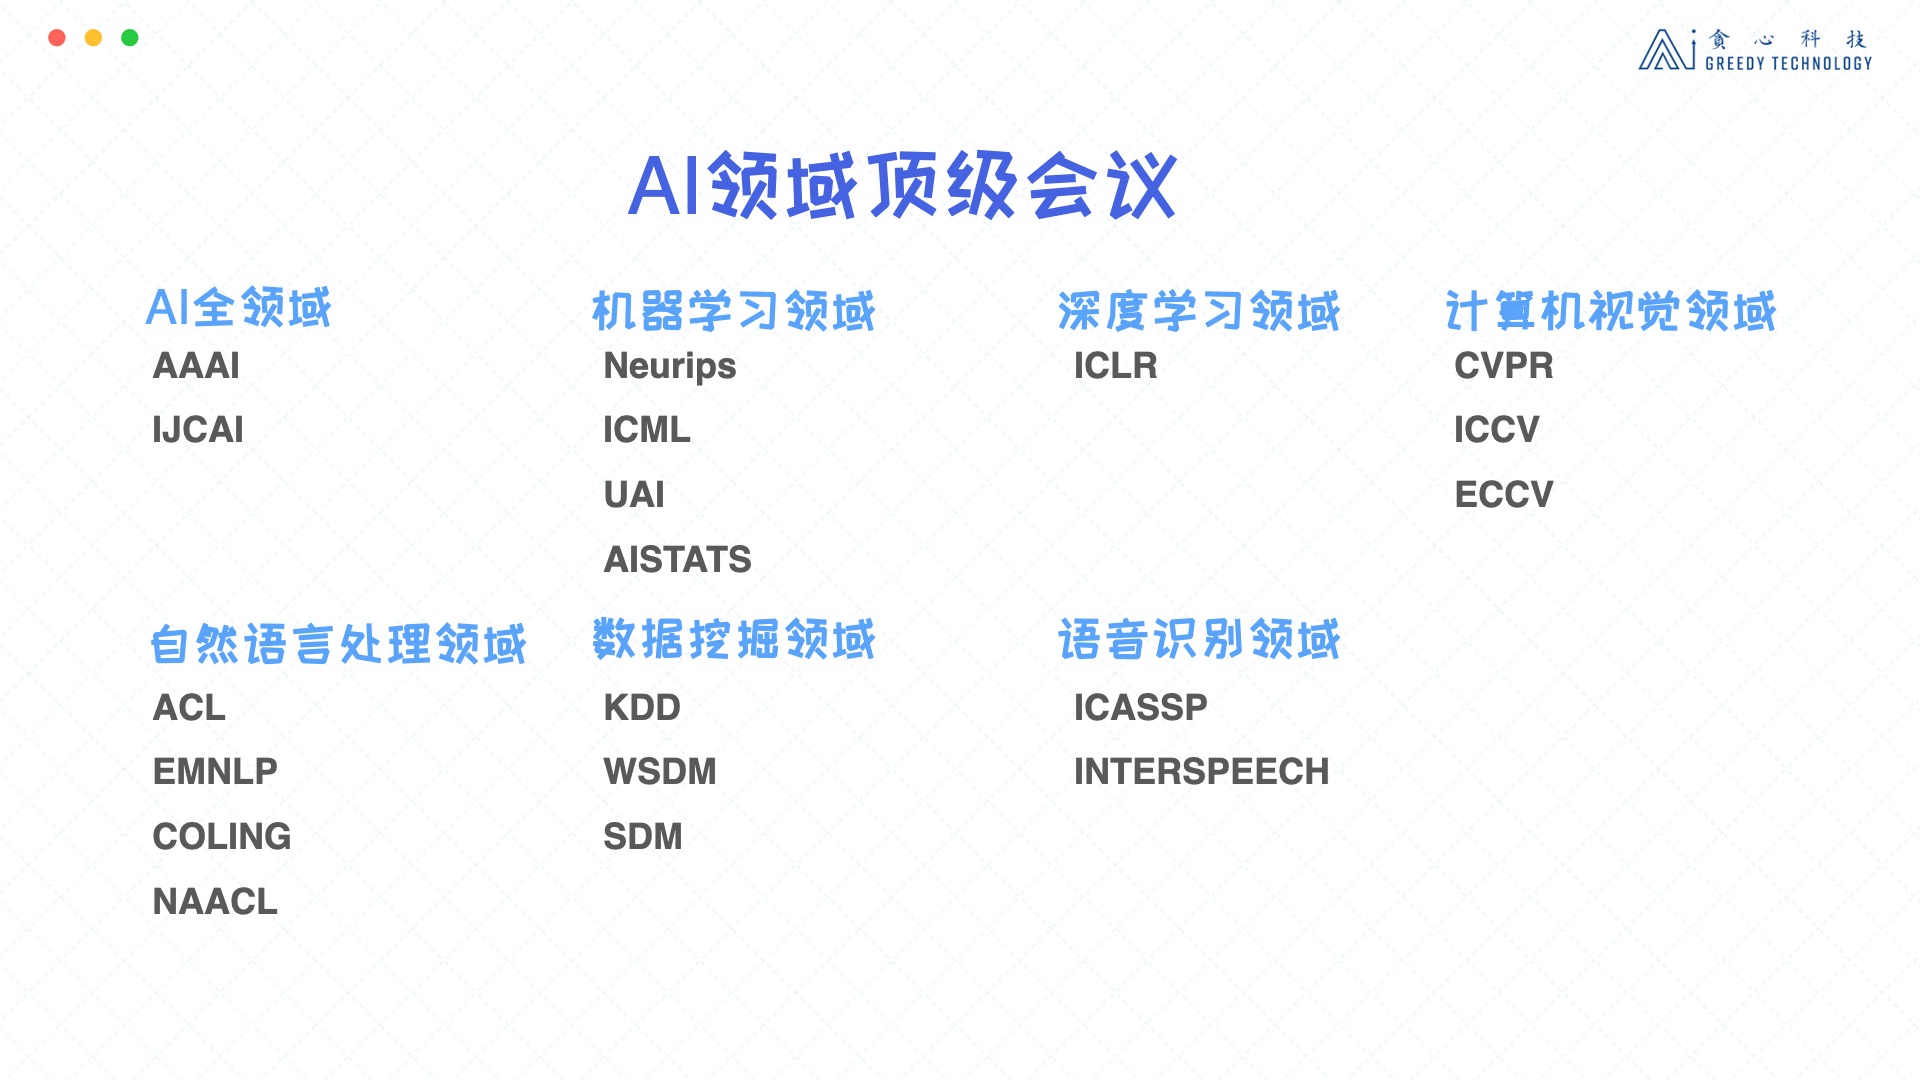 貪心科技
GREEDY TECHNOLOGY
AI领域顶级会议
AI全领域
AAAI
IJCAI
机器学习领域
Neurips
ICML
UAI
AISTATS
深度学习领域
ICLR
计算机视觉领域
CVPR
ICCV
ECCV
自然语言处理领域
ACL
EMNLP
COLING
NAACL
数据挖掘领域
KDD
WSDM
SDM
语音识别领域
ICASSP
INTERSPEECH